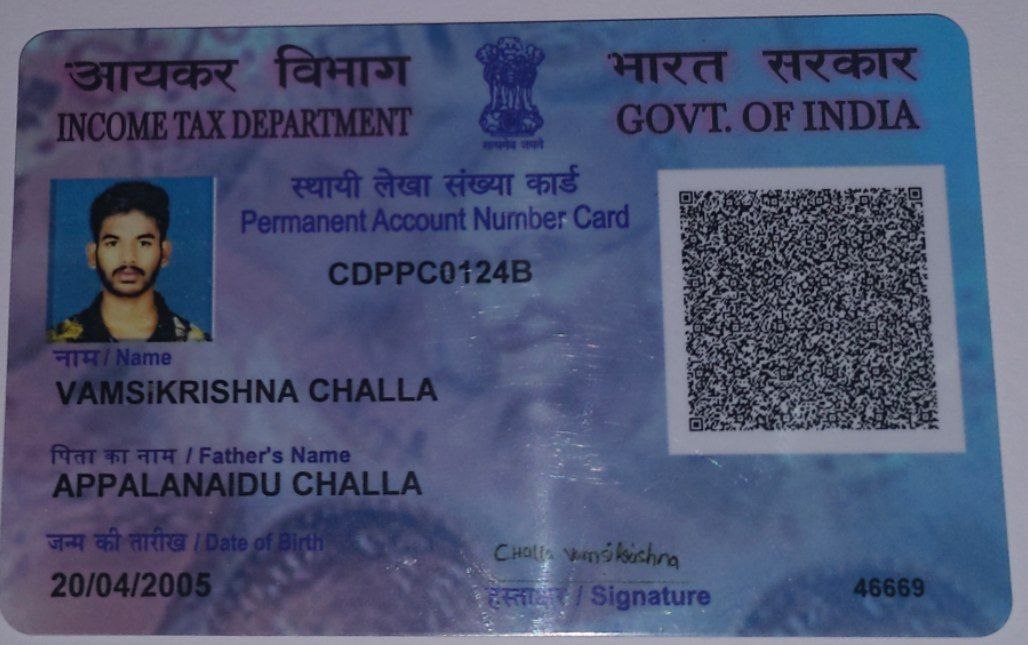 आयकर विभाग
INCOME TAX DEPARTMENT
सत्यमेव जयते
भारत सरकार
GOVT. OF INDIA
स्थायी लेखा संख्या कार्ड
Permanent Account Number Card
CDPPC0124B
नाम / Name
VAMSiKRISHNA CHALLA
पिता का नाम / Father's Name
APPALANAIDU CHALLA
जन्म की तारीख / Date of Birth
20/04/2005
Challa Vamsikrishna
हस्ताक्षर / Signature
46669